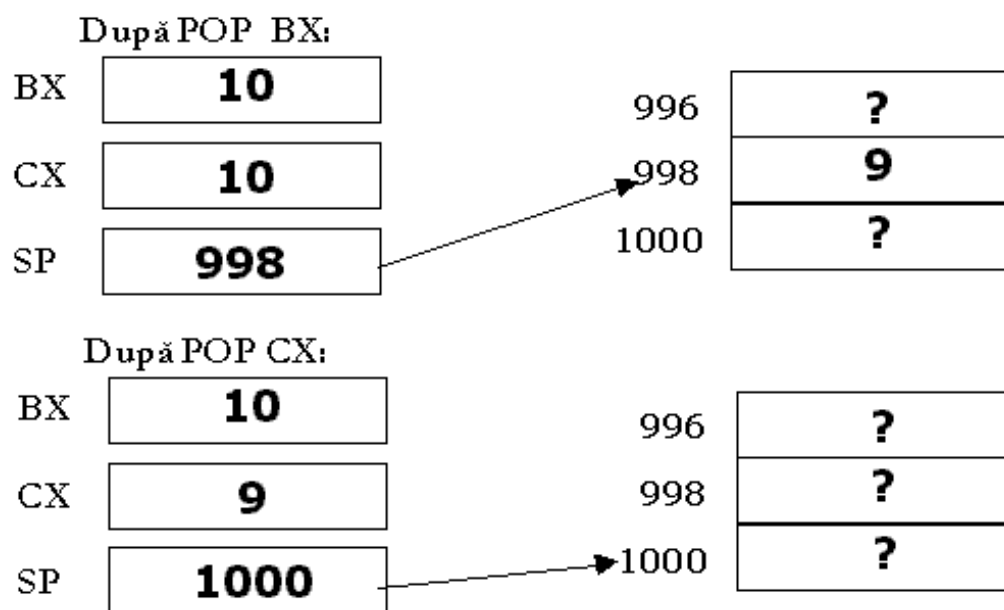 După POP BX:
BX 10 996 ?
CX 10 998 9
SP 998 1000 ?
După POP CX:
BX 10 996 ?
CX 9 998 ?
SP 1000 1000 ?